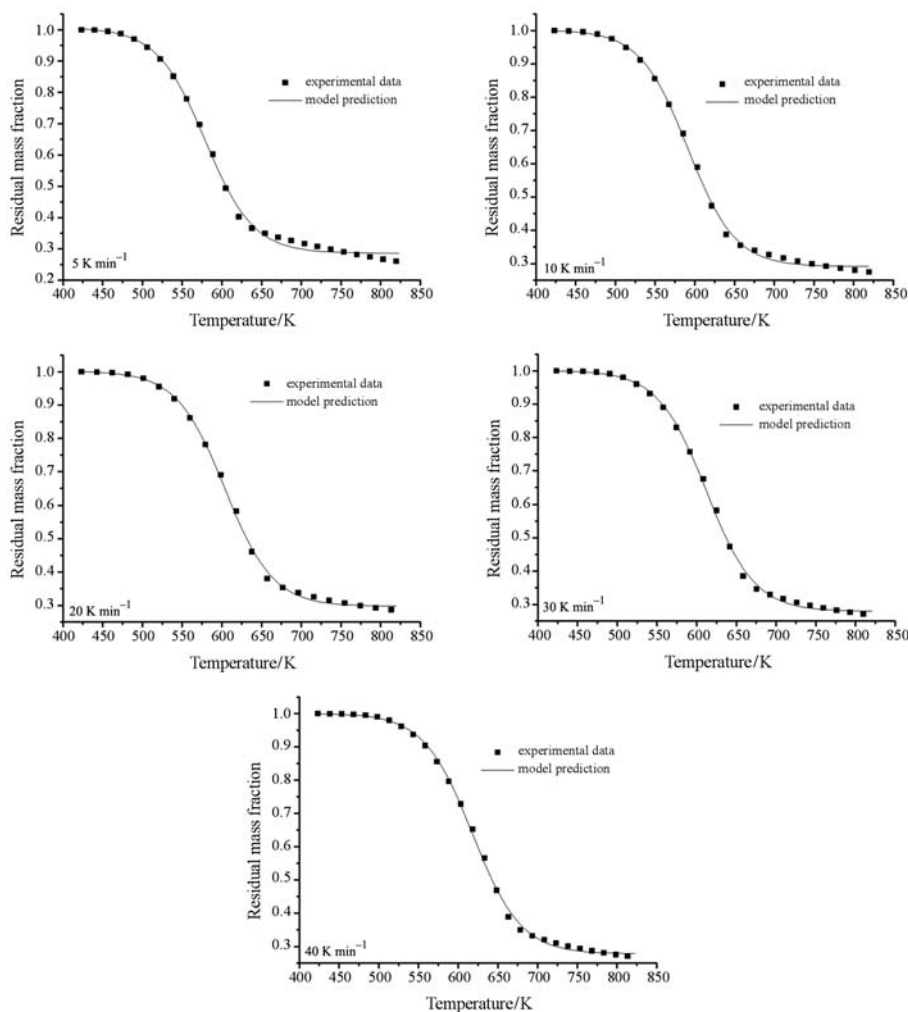 1.0
0.9
0.8
0.7
0.6
0.5
0.4
0.3
0.2
Residual mass fraction
experimental data
model prediction
5 K min⁻¹
400 450 500 550 600 650 700 750 800 850
Temperature/K
1.0
0.9
0.8
0.7
0.6
0.5
0.4
0.3
Residual mass fraction
experimental data
model prediction
10 K min⁻¹
400 450 500 550 600 650 700 750 800 850
Temperature/K
1.0
0.9
0.8
0.7
0.6
0.5
0.4
0.3
Residual mass fraction
experimental data
model prediction
20 K min⁻¹
400 450 500 550 600 650 700 750 800 850
Temperature/K
1.0
0.9
0.8
0.7
0.6
0.5
0.4
0.3
Residual mass fraction
experimental data
model prediction
30 K min⁻¹
400 450 500 550 600 650 700 750 800 850
Temperature/K
1.0
0.9
0.8
0.7
0.6
0.5
0.4
0.3
Residual mass fraction
experimental data
model prediction
40 K min⁻¹
400 450 500 550 600 650 700 750 800 850
Temperature/K